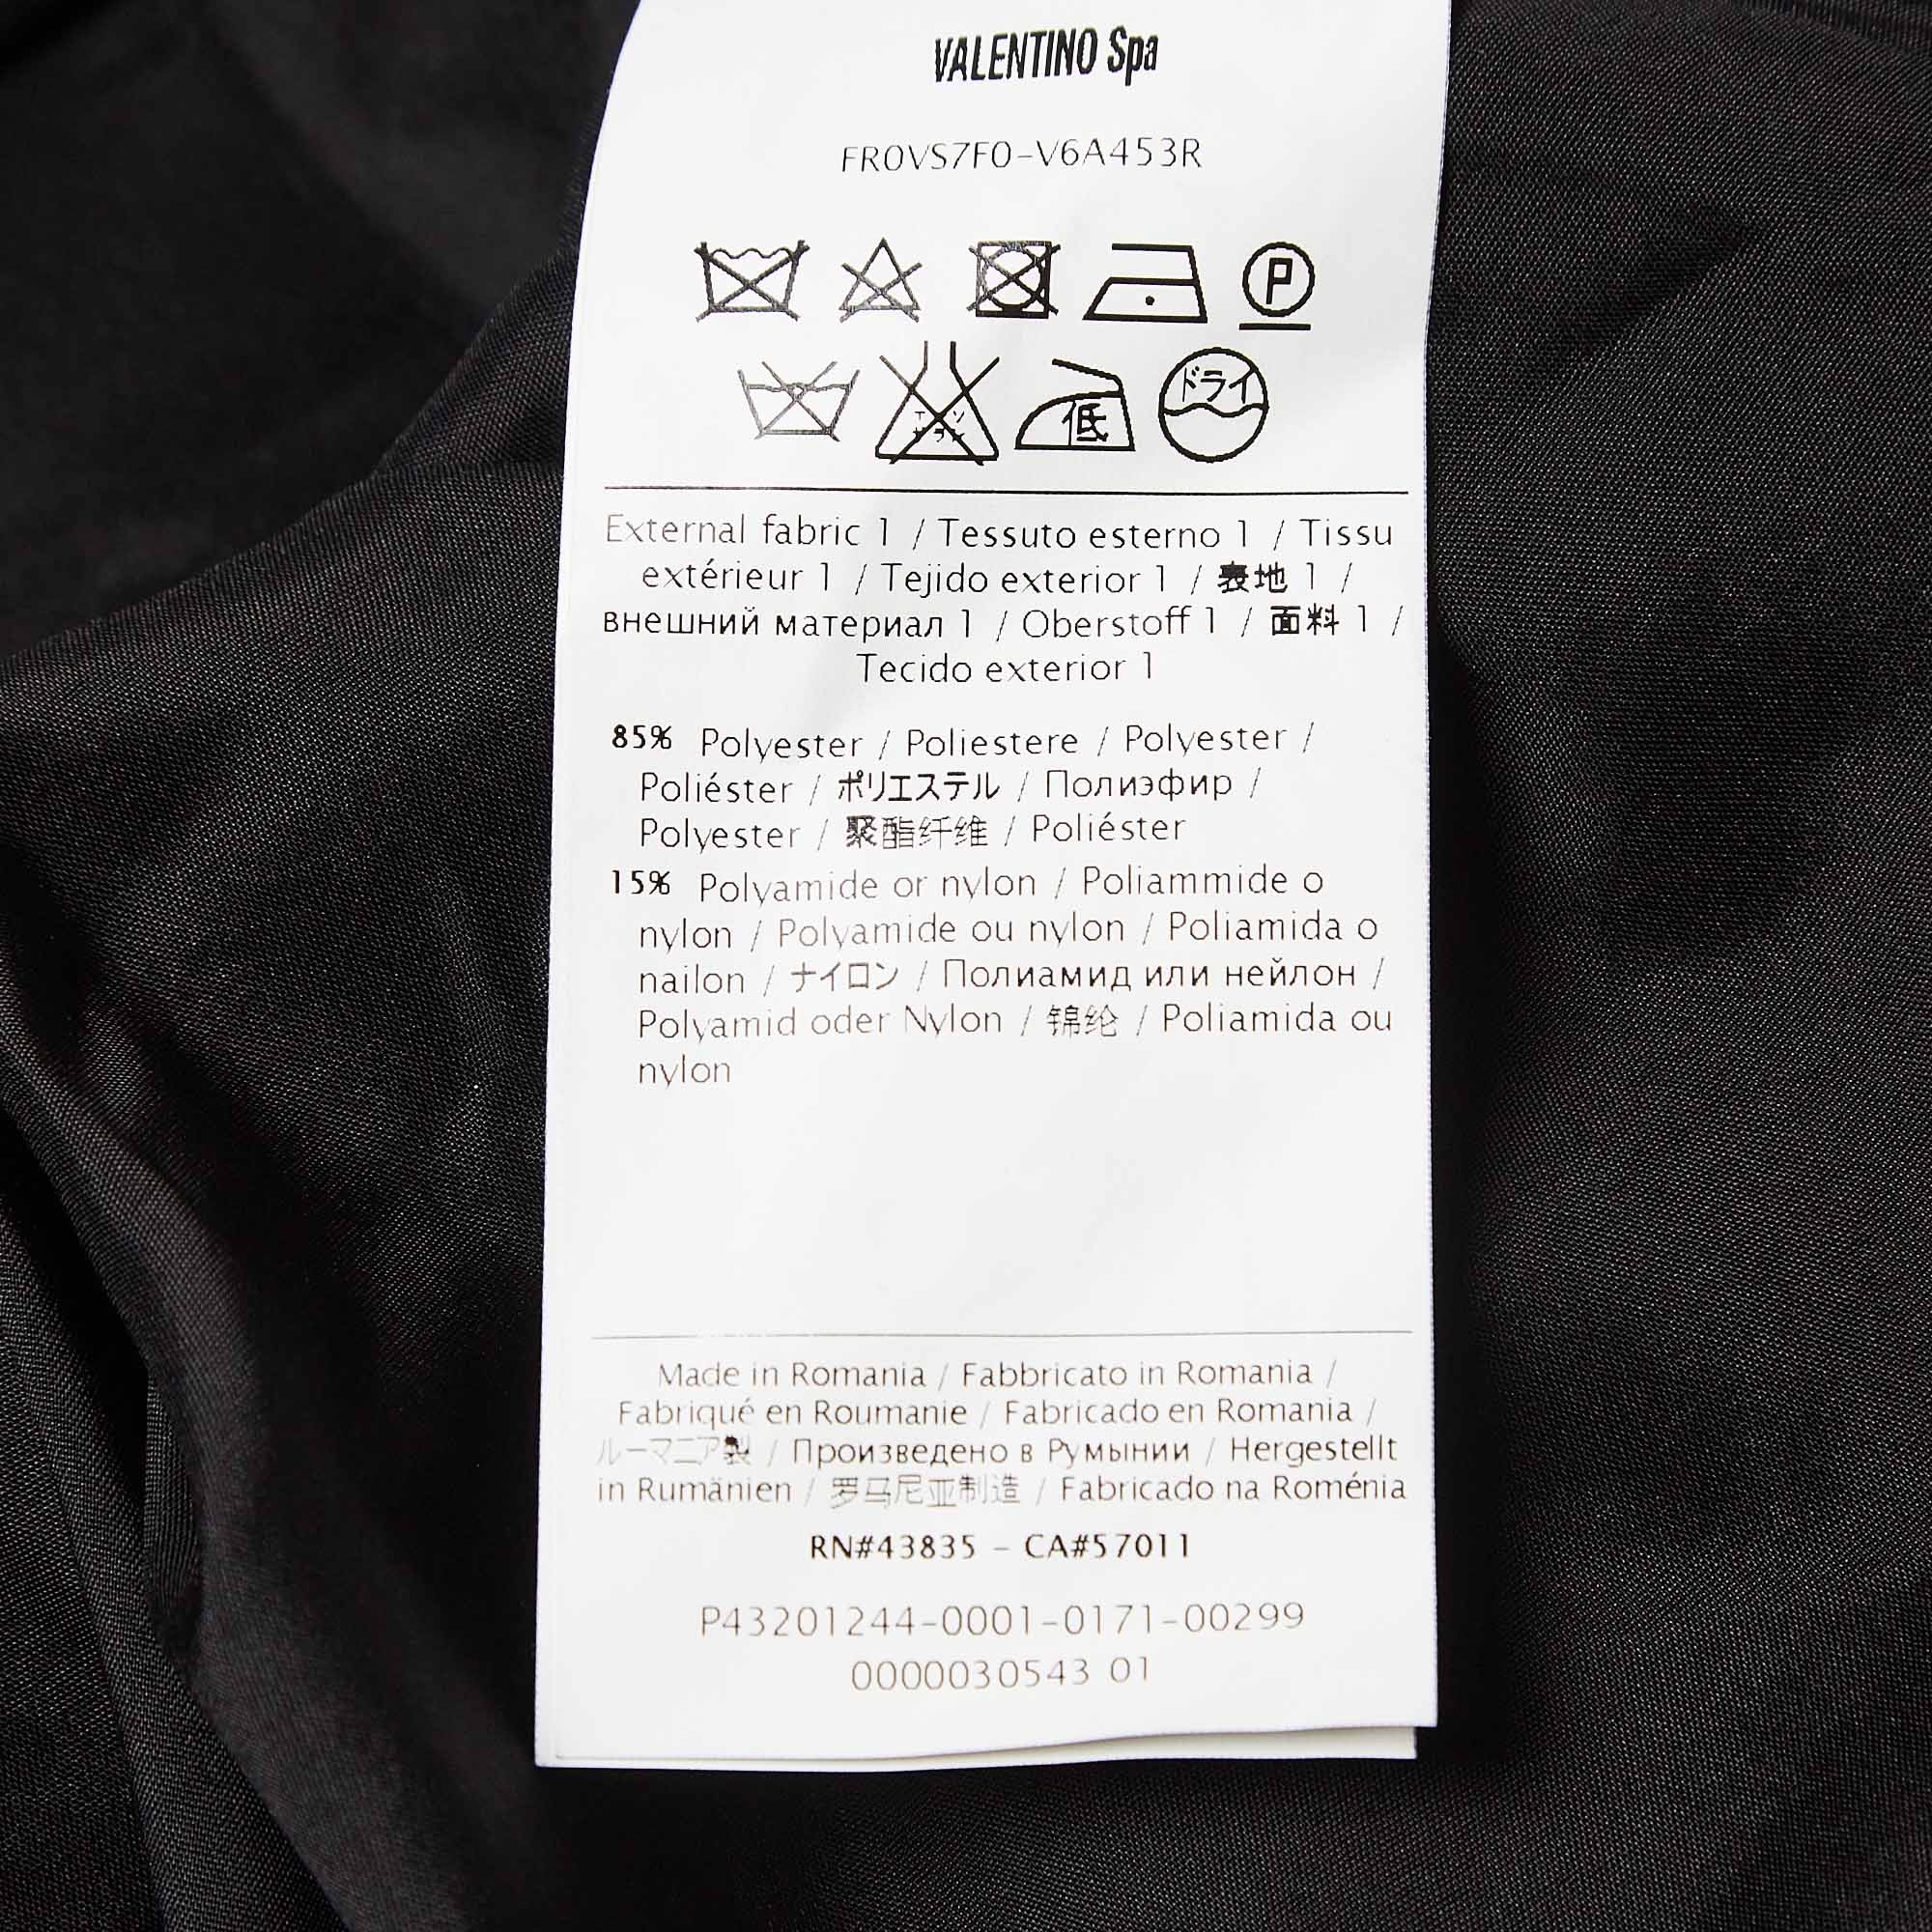 VALENTINO Spa
FR0VS7F0-V6A453R
P
ドライ
低
External fabric 1 / Tessuto esterno 1 / Tissu
extérieur 1 / Tejido exterior 1 / 表地 1 /
внешний материал 1 / Oberstoff 1 / 面料 1 /
Tecido exterior 1
85% Polyester / Poliestere / Polyester /
Poliéster / ポリエステル / Полиэфир /
Polyester / 聚酯纤维 / Poliéster
15% Polyamide or nylon / Poliammide o
nylon / Polyamide ou nylon / Poliamida o
nailon / ナイロン / Полиамид или нейлон /
Polyamid oder Nylon / 锦纶 / Poliamida ou
nylon
Made in Romania / Fabbricato in Romania /
Fabriqué en Roumanie / Fabricado en Romania /
ルーマニア製 / Произведено в Румынии / Hergestellt
in Rumänien / 罗马尼亚制造 / Fabricado na Roménia
RN#43835 - CA#57011
P43201244-0001-0171-00299
0000030543 01